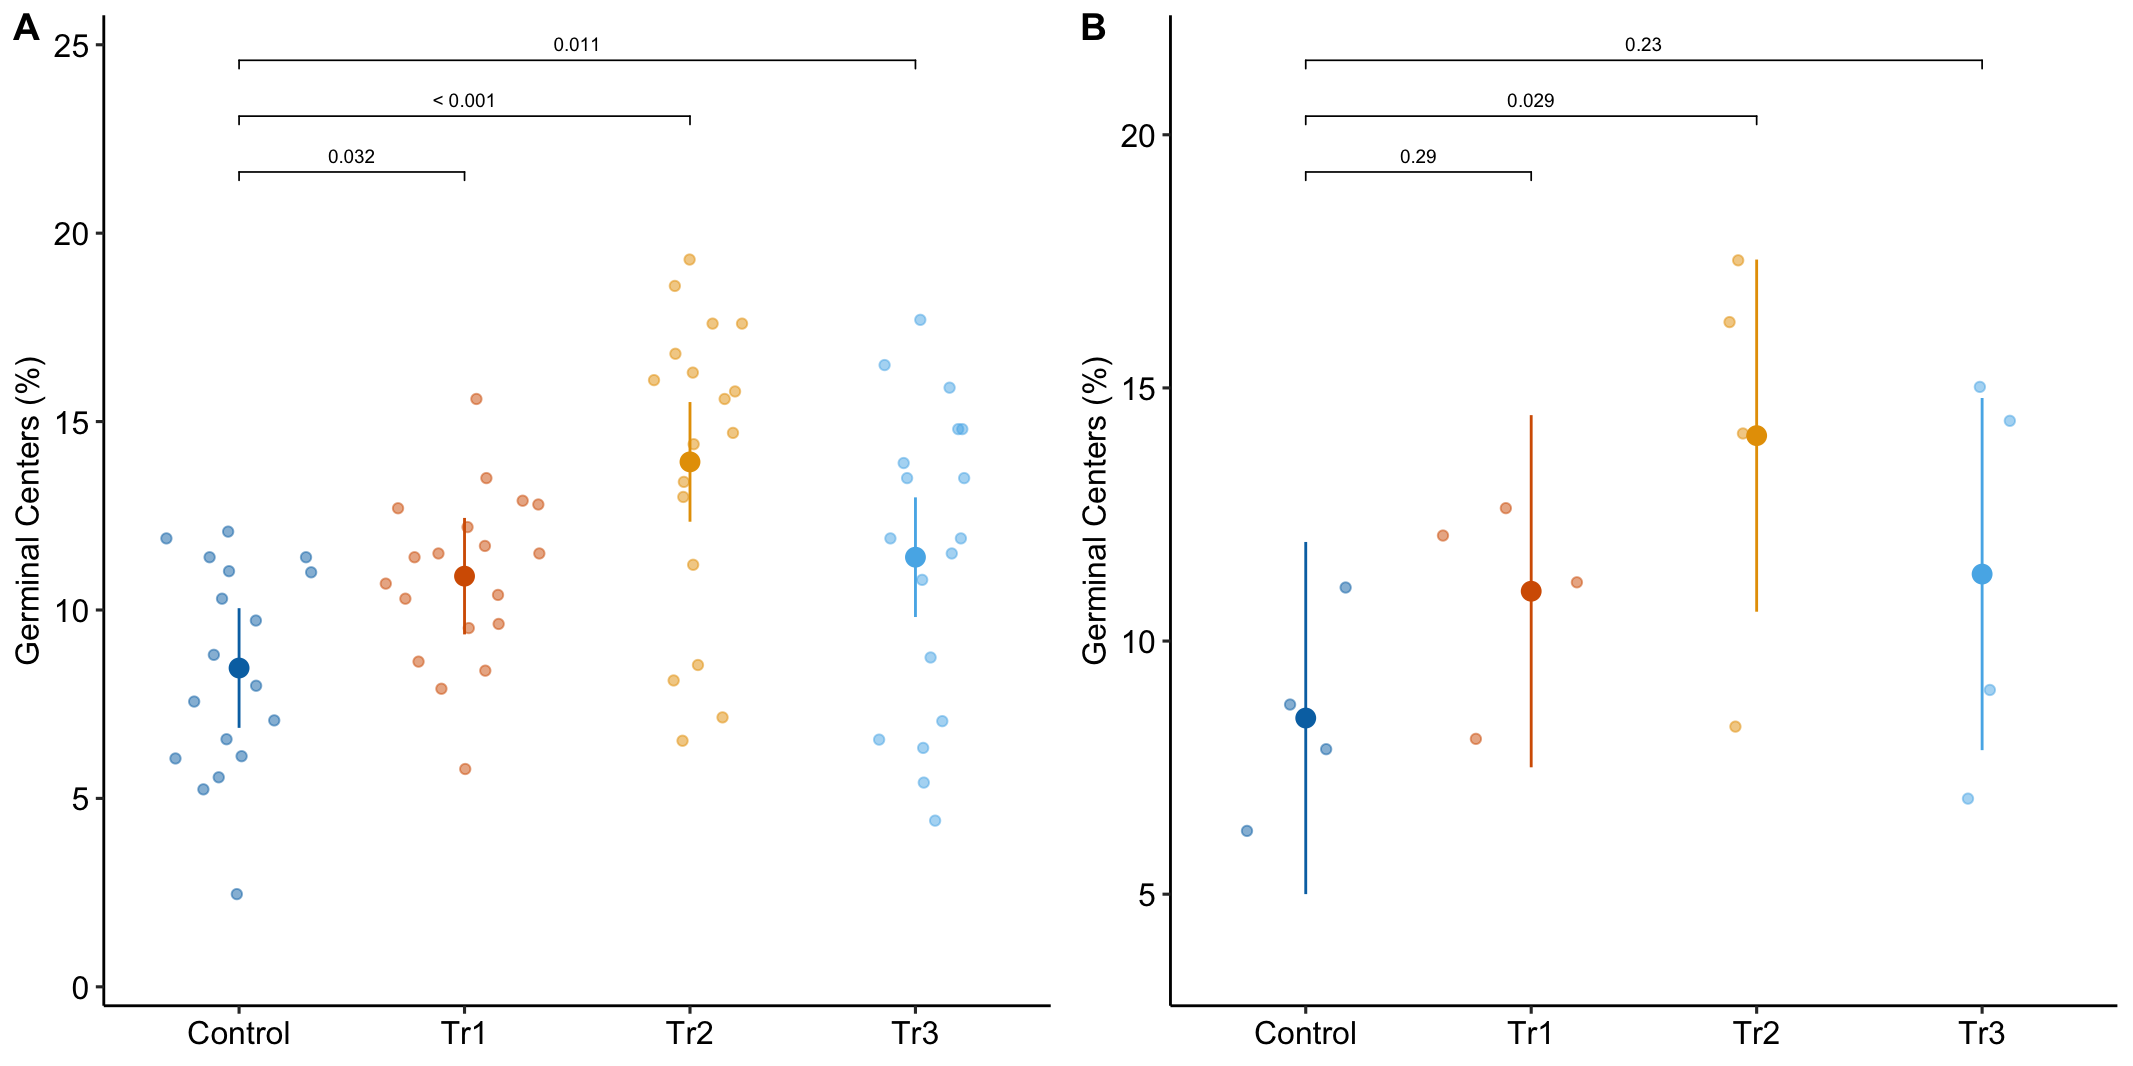 A
Germinal Centers (%)
25
20
15
10
5
0
0.011
< 0.001
0.032
Control
Tr1
Tr2
Tr3
B
Germinal Centers (%)
20
15
10
5
0.23
0.029
0.29
Control
Tr1
Tr2
Tr3